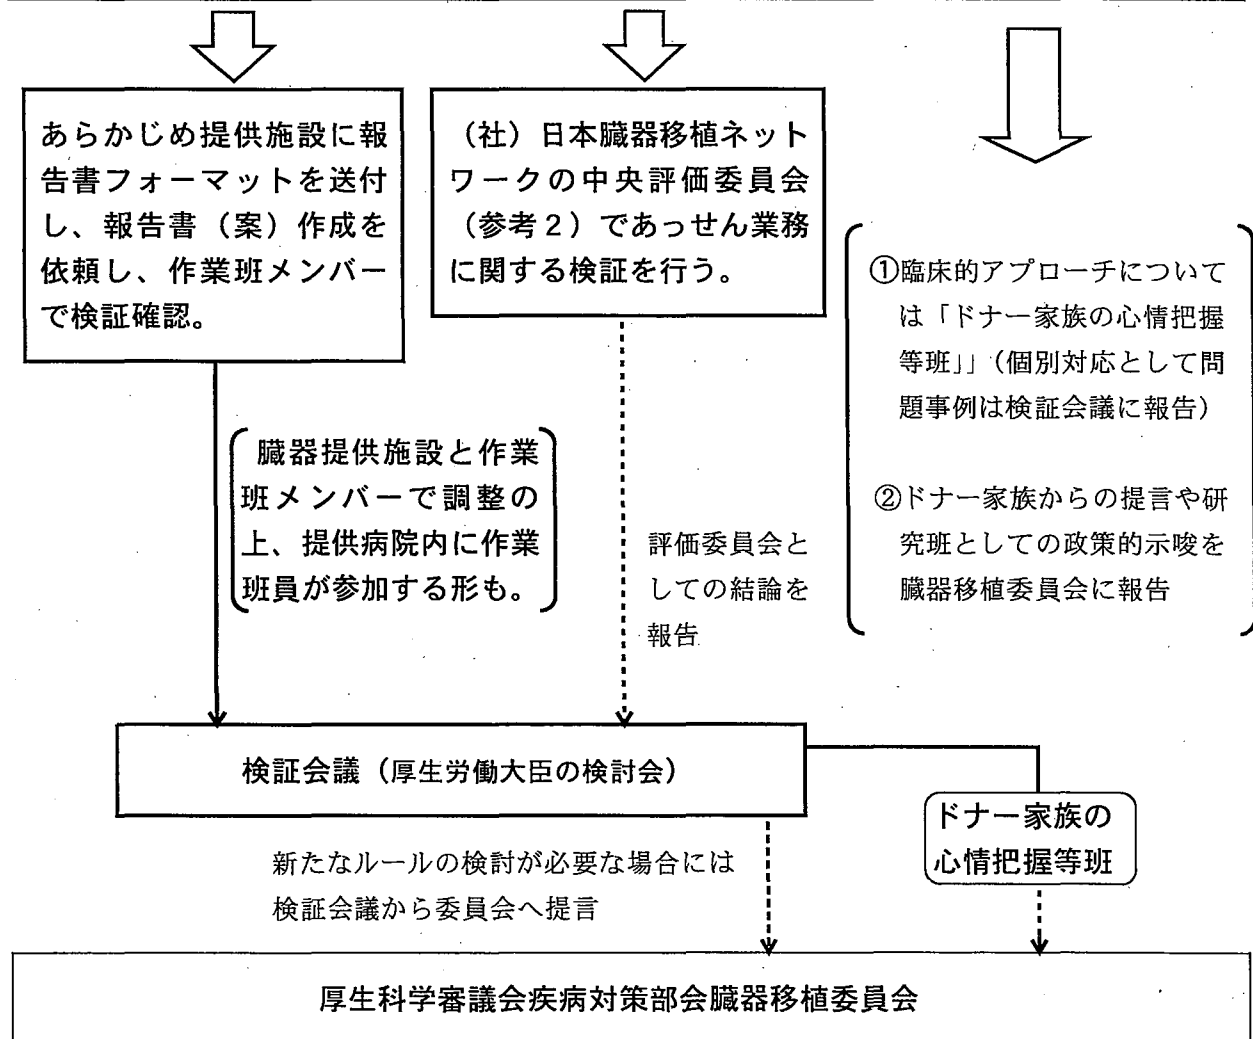 あらかじめ提供施設に報
告書フォーマットを送付
し、報告書（案）作成を
依頼し、作業班メンバー
で検証確認。
（社）日本臓器移植ネット
ワークの中央評価委員会
（参考２）であっせん業務
に関する検証を行う。
①臨床的アプローチについて
は「ドナー家族の心情把握
等班」」（個別対応として問
題事例は検証会議に報告）
②ドナー家族からの提言や研
究班としての政策的示唆を
臓器移植委員会に報告
臓器提供施設と作業
班メンバーで調整の
上、提供病院内に作業
班員が参加する形も。
評価委員会と
しての結論を
報告
検証会議（厚生労働大臣の検討会）
ドナー家族の
心情把握等班
新たなルールの検討が必要な場合には
検証会議から委員会へ提言
厚生科学審議会疾病対策部会臓器移植委員会